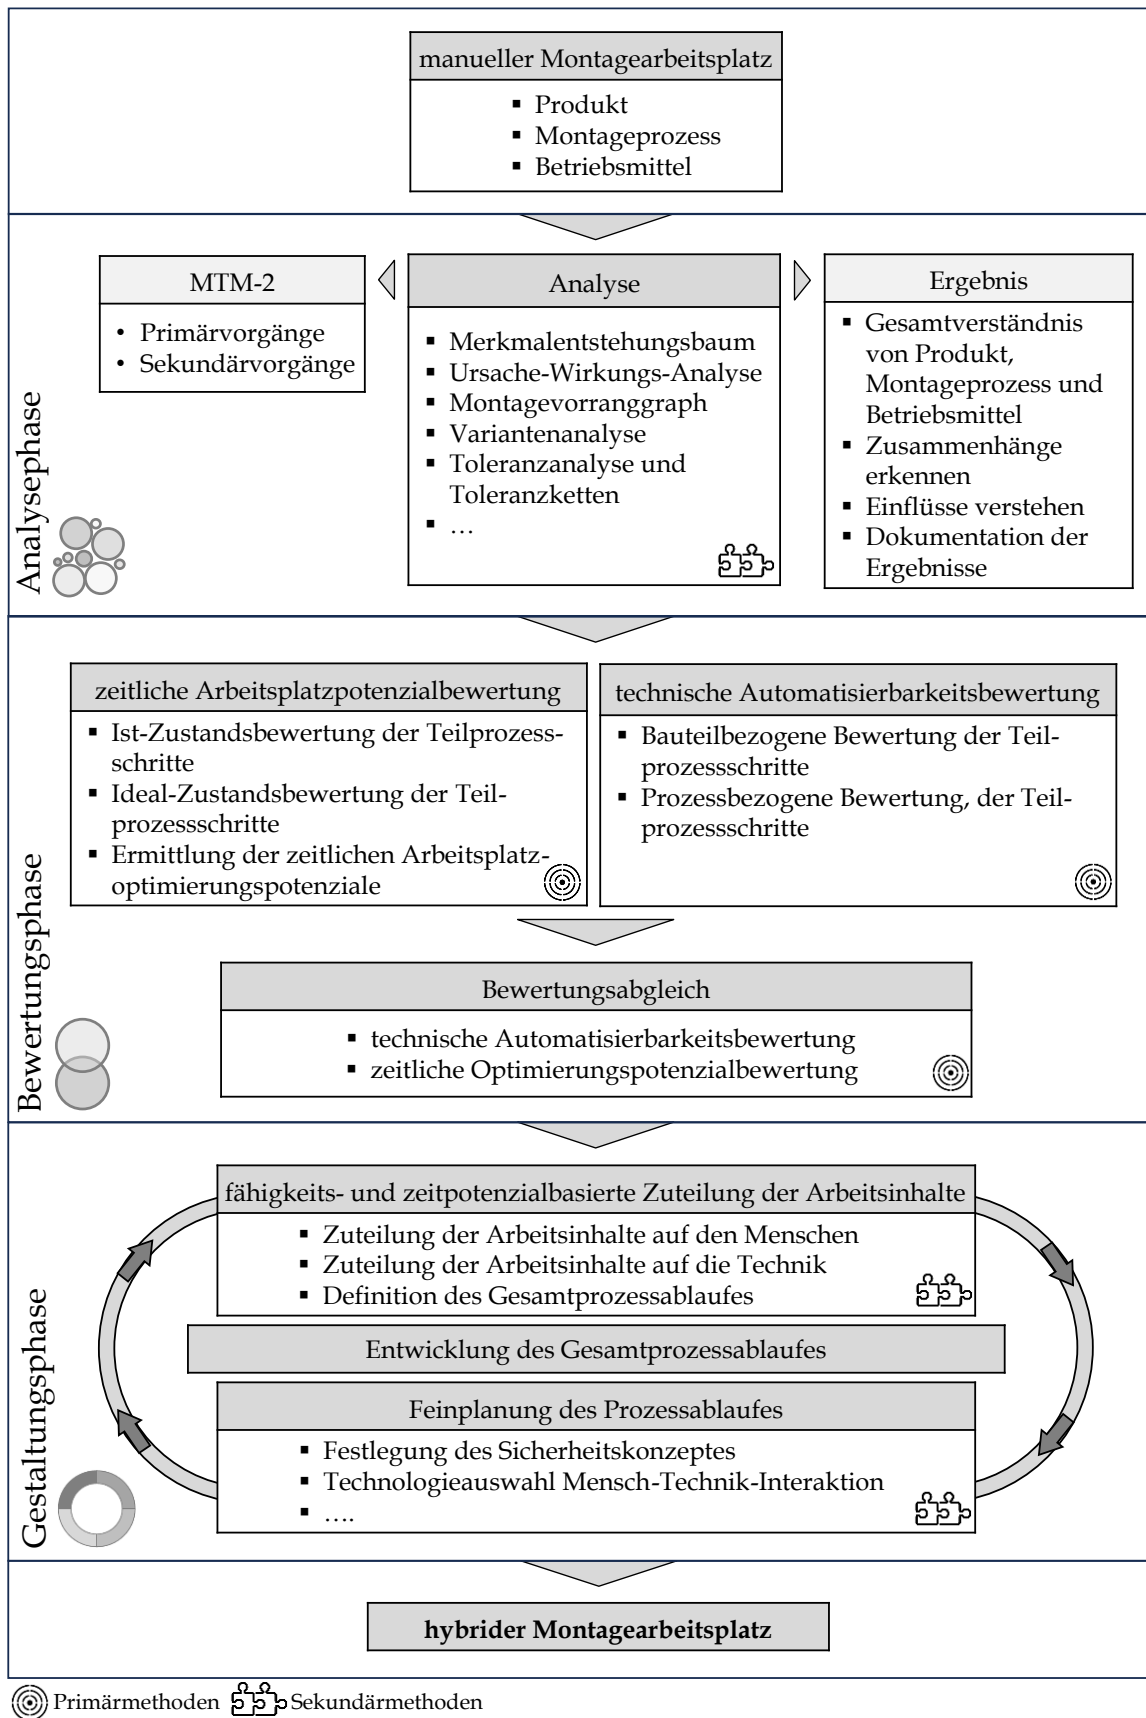 manueller Montagearbeitsplatz
▪ Produkt
▪ Montageprozess
▪ Betriebsmittel
Analysephase
MTM-2
• Primärvorgänge
• Sekundärvorgänge
Analyse
▪ Merkmalentstehungsbaum
▪ Ursache-Wirkungs-Analyse
▪ Montagevorranggraph
▪ Variantenanalyse
▪ Toleranzanalyse und
Toleranzketten
▪ …
Ergebnis
▪ Gesamtverständnis
von Produkt,
Montageprozess und
Betriebsmittel
▪ Zusammenhänge
erkennen
▪ Einflüsse verstehen
▪ Dokumentation der
Ergebnisse
Bewertungsphase
zeitliche Arbeitsplatzpotenzialbewertung
▪ Ist-Zustandsbewertung der Teilprozess-
schritte
▪ Ideal-Zustandsbewertung der Teil-
prozessschritte
▪ Ermittlung der zeitlichen Arbeitsplatz-
optimierungspotenziale
technische Automatisierbarkeitsbewertung
▪ Bauteilbezogene Bewertung der Teil-
prozessschritte
▪ Prozessbezogene Bewertung, der Teil-
prozessschritte
Bewertungsabgleich
▪ technische Automatisierbarkeitsbewertung
▪ zeitliche Optimierungspotenzialbewertung
Gestaltungsphase
fähigkeits- und zeitpotenzialbasierte Zuteilung der Arbeitsinhalte
▪ Zuteilung der Arbeitsinhalte auf den Menschen
▪ Zuteilung der Arbeitsinhalte auf die Technik
▪ Definition des Gesamtprozessablaufes
Entwicklung des Gesamtprozessablaufes
Feinplanung des Prozessablaufes
▪ Festlegung des Sicherheitskonzeptes
▪ Technologieauswahl Mensch-Technik-Interaktion
▪ ….
hybrider Montagearbeitsplatz
Primärmethoden Sekundärmethoden